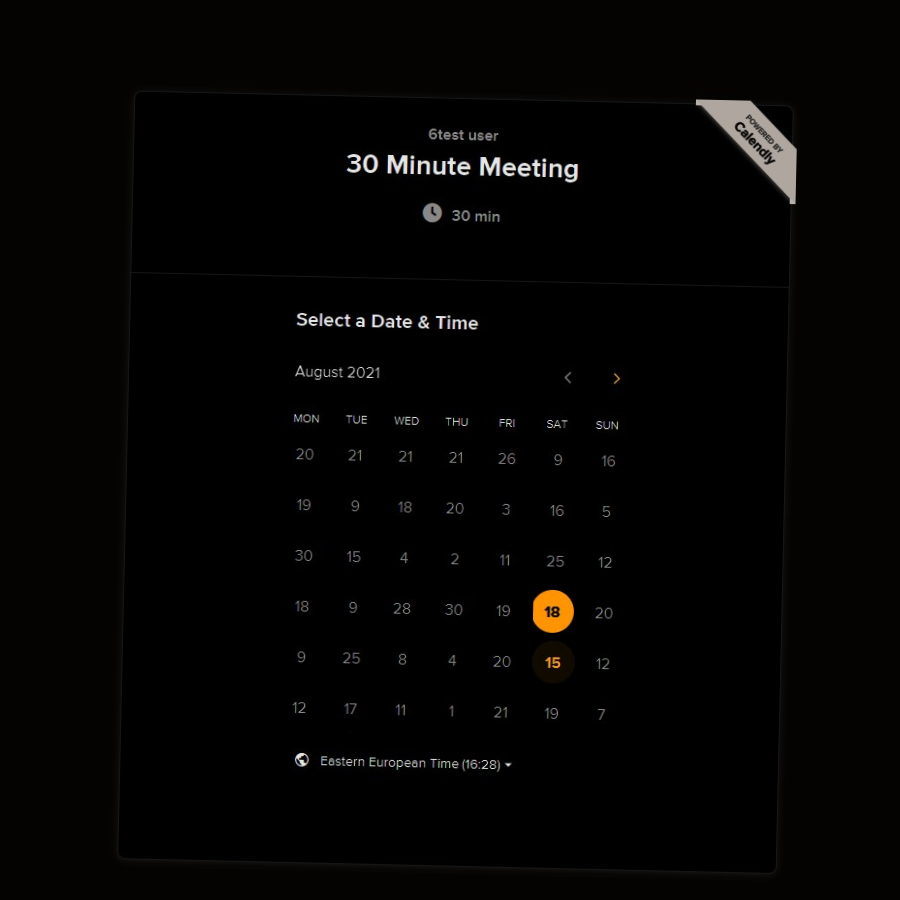 POWERED BY
Calendly
6test user
30 Minute Meeting
30 min
Select a Date & Time
August 2021
MON TUE WED THU FRI SAT SUN
20 21 21 21 26 9 16
19 9 18 20 3 16 5
30 15 4 2 11 25 12
18 9 28 30 19 18 20
9 25 8 4 20 15 12
12 17 11 1 21 19 7
Eastern European Time (16:28)